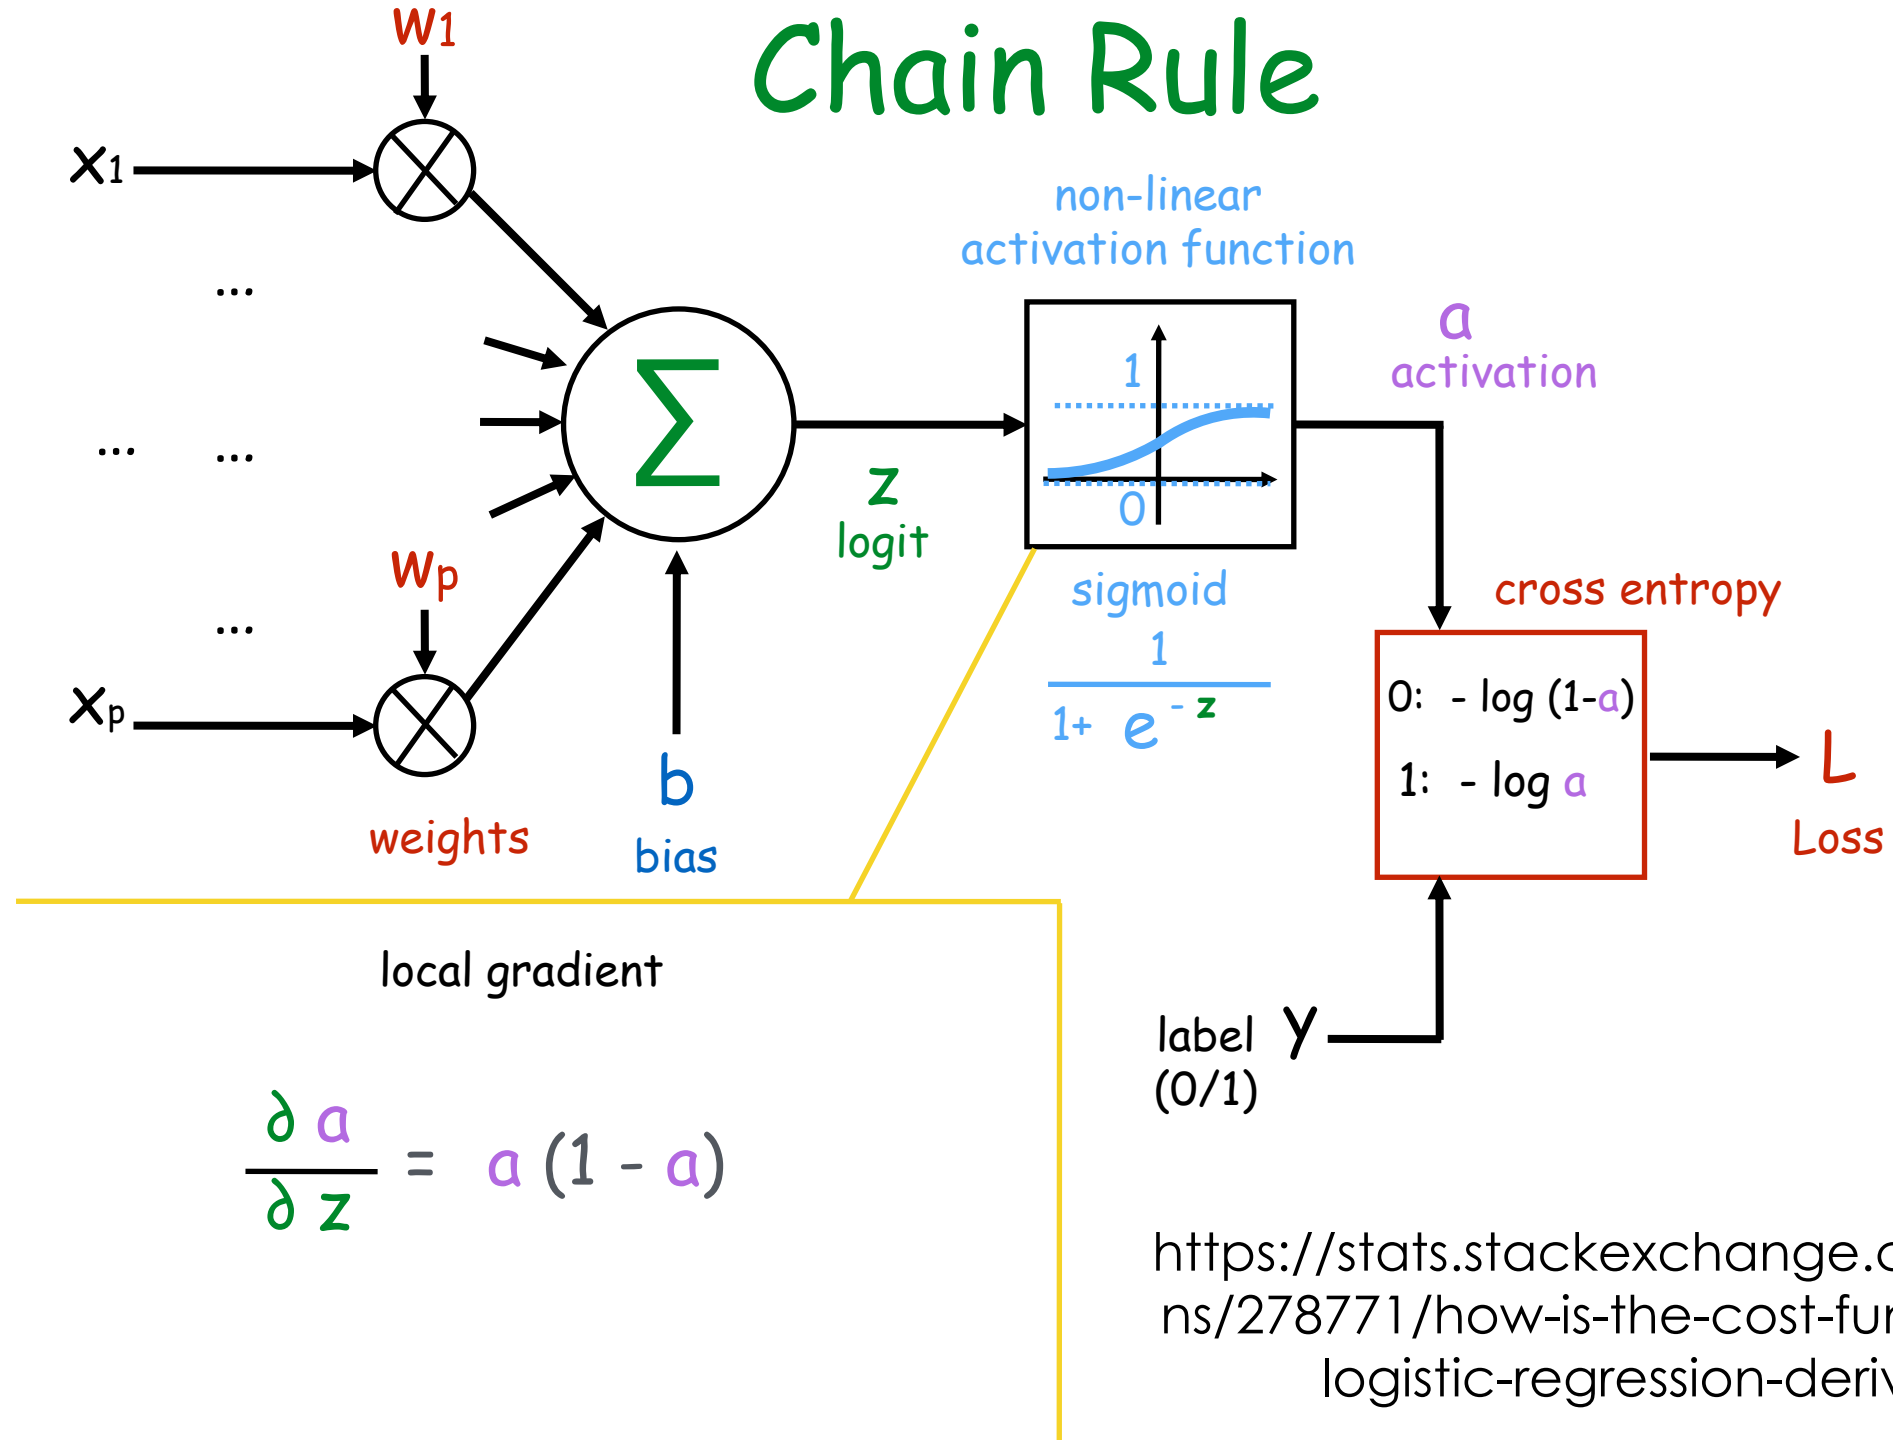 Chain Rule
w1
x1
...
...
...
...
wp
xp
weights
Σ
b
bias
z
logit
non-linear
activation function
1
0
sigmoid
1
1+ e - z
a
activation
cross entropy
0: - log (1-a)
1: - log a
L
Loss
label y
(0/1)
local gradient
∂ a
∂ z
= a (1 - a)
https://stats.stackexchange.
ns/278771/how-is-the-cost-fu
logistic-regression-deri